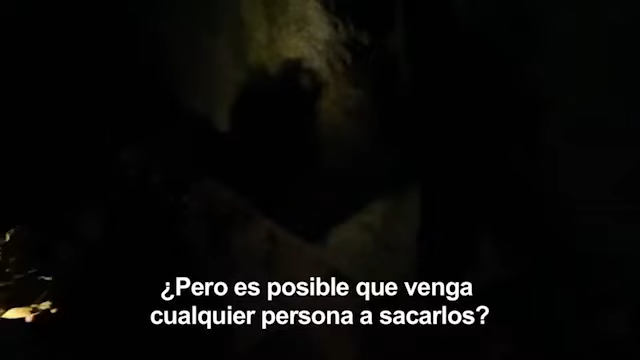 ¿Pero es posible que venga
cualquier persona a sacarlos?